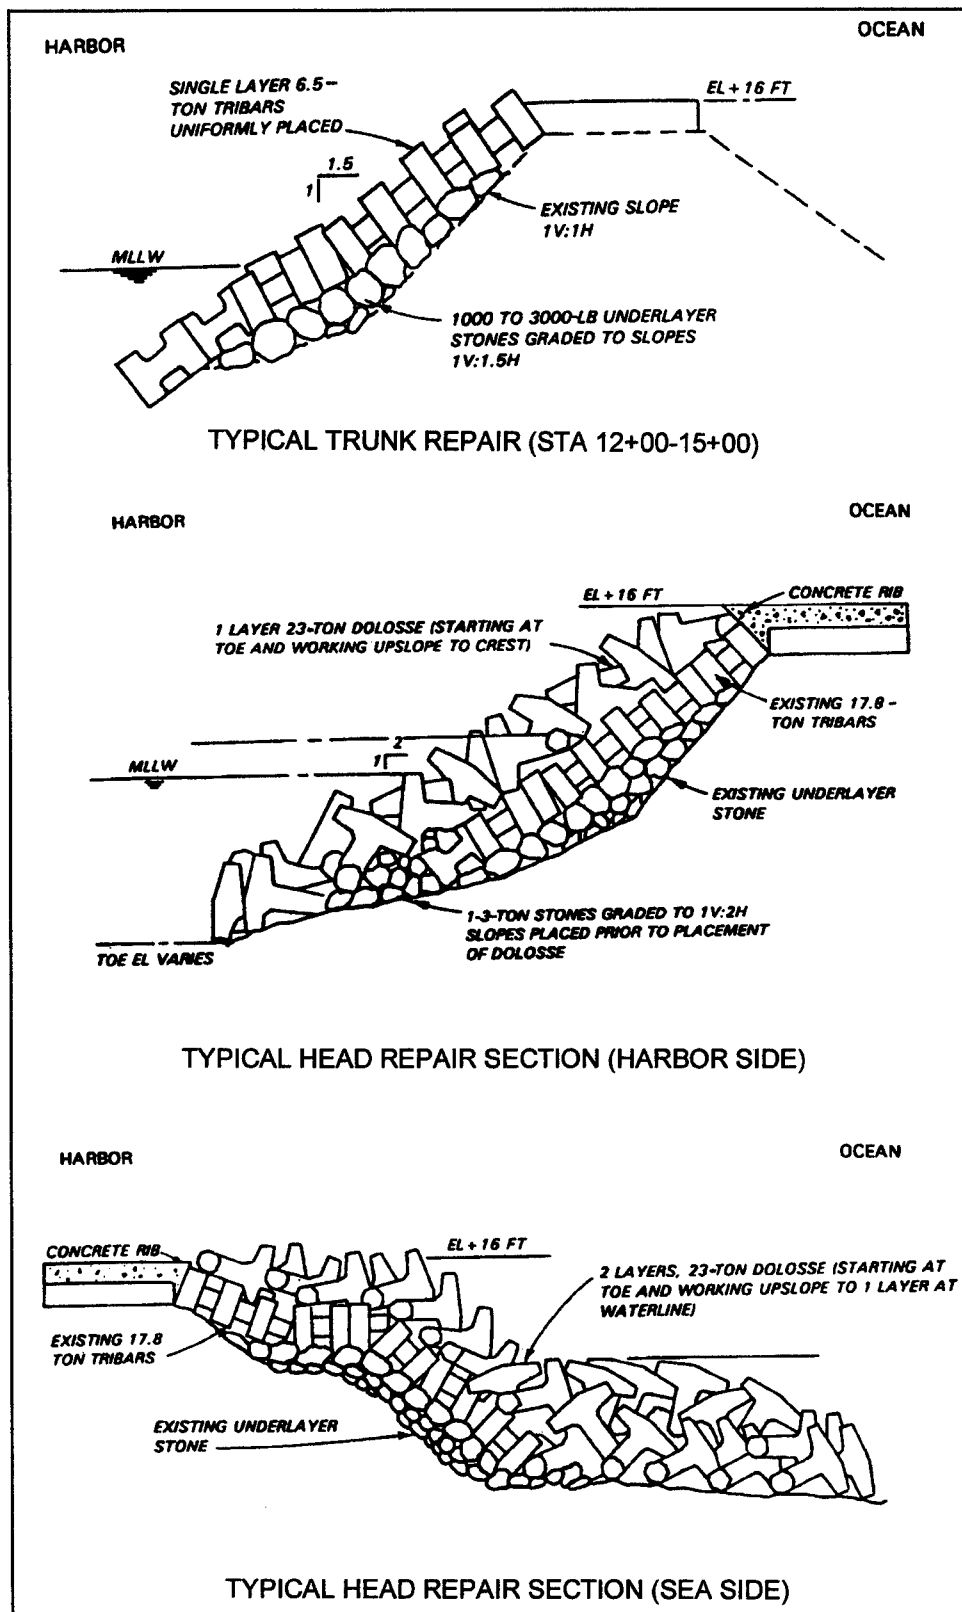 HARBOR
OCEAN
SINGLE LAYER 6.5-
TON TRIBARS
UNIFORMLY PLACED
EL + 16 FT
1.5
1
EXISTING SLOPE
1V:1H
MLLW
1000 TO 3000-LB UNDERLAYER
STONES GRADED TO SLOPES
1V:1.5H
TYPICAL TRUNK REPAIR (STA 12+00-15+00)
HARBOR
OCEAN
EL + 16 FT
CONCRETE RIB
1 LAYER 23-TON DOLOSSE (STARTING AT
TOE AND WORKING UPSLOPE TO CREST)
EXISTING 17.8-
TON TRIBARS
2
1
MLLW
EXISTING UNDERLAYER
STONE
1-3-TON STONES GRADED TO 1V:2H
SLOPES PLACED PRIOR TO PLACEMENT
OF DOLOSSE
TOE EL VARIES
TYPICAL HEAD REPAIR SECTION (HARBOR SIDE)
HARBOR
OCEAN
CONCRETE RIB
EL + 16 FT
2 LAYERS, 23-TON DOLOSSE (STARTING AT
TOE AND WORKING UPSLOPE TO 1 LAYER AT
WATERLINE)
EXISTING 17.8
TON TRIBARS
EXISTING UNDERLAYER
STONE
TYPICAL HEAD REPAIR SECTION (SEA SIDE)